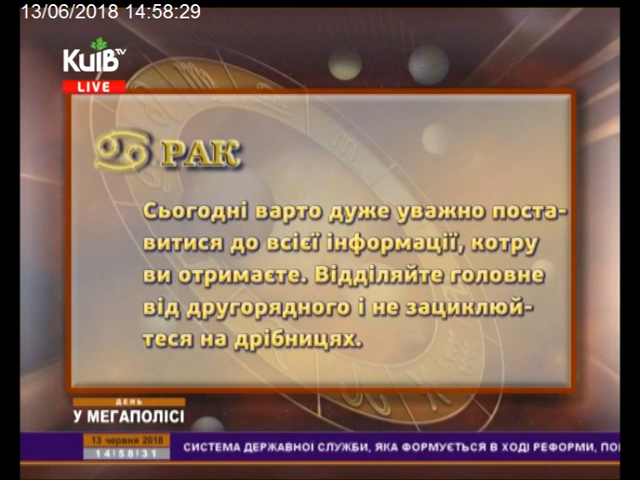 13/06/2018 14:58:29
КиїВ TV
LIVE
РАК
Сьогодні варто дуже уважно поста-
витися до всієї інформації, котру
ви отримаєте. Відділяйте головне
від другорядного і не зациклюй-
теся на дрібницях.
ДЕНЬ
У МЕГАПОЛІСІ
13 червня 2018
14:58:31
СИСТЕМА ДЕРЖАВНОЇ СЛУЖБИ, ЯКА ФОРМУЄТЬСЯ В ХОДІ РЕФОРМИ,